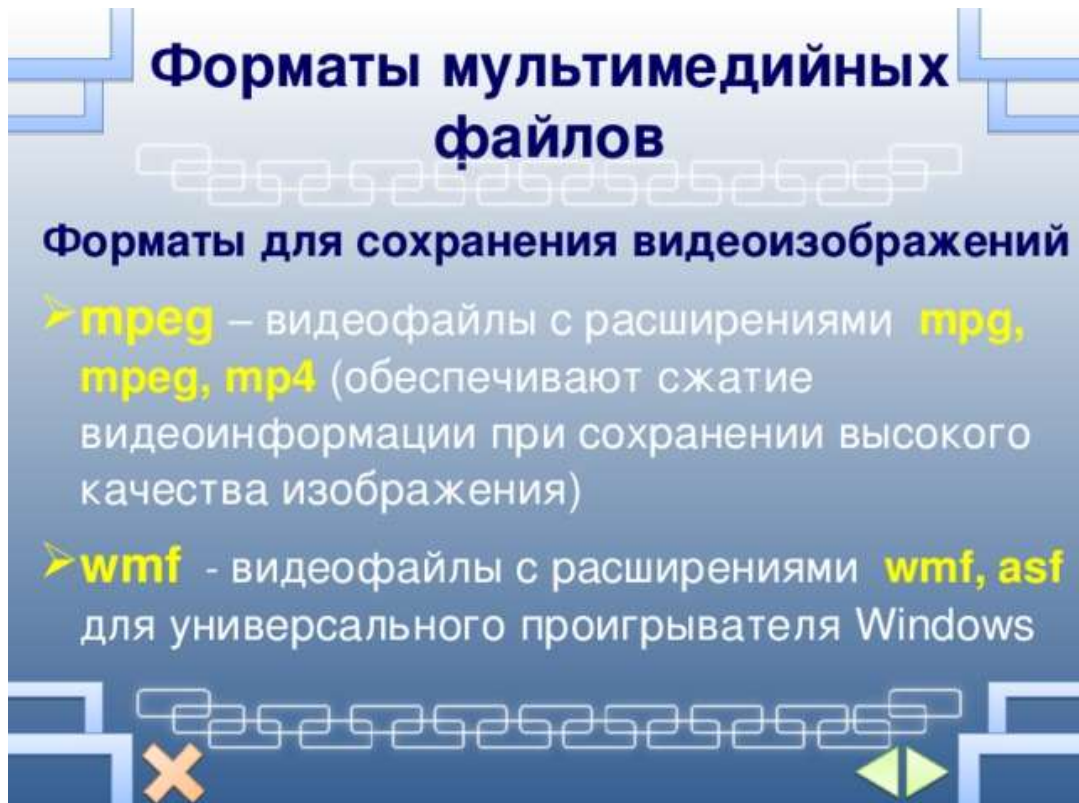 Форматы мультимедийных
файлов
Форматы для сохранения видеоизображений
mpeg – видеофайлы с расширениями mpg,
mpeg, mp4 (обеспечивают сжатие
видеоинформации при сохранении высокого
качества изображения)
wmf - видеофайлы с расширениями wmf, asf
для универсального проигрывателя Windows